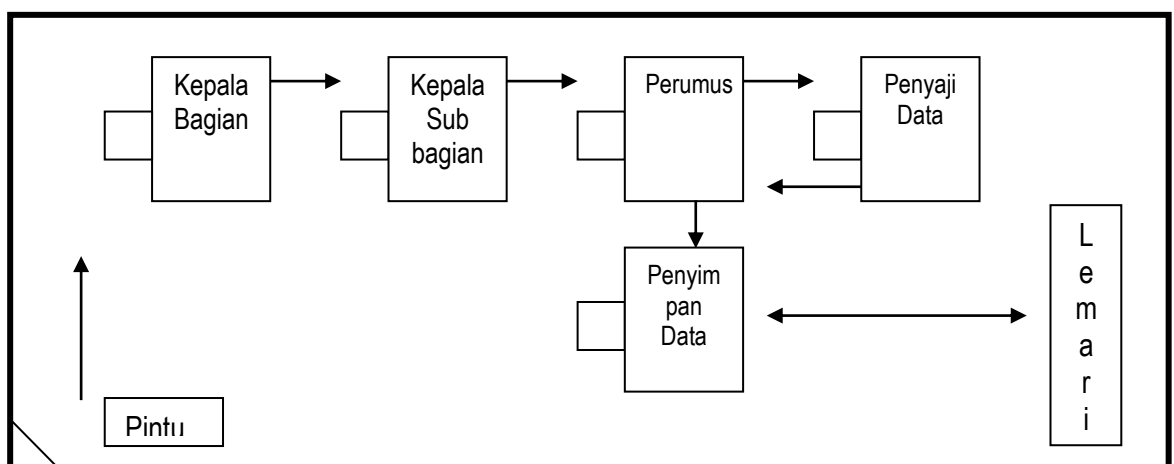 Kepala
Bagian
Kepala
Sub
bagian
Perumus
Penyaji
Data
Penyim
pan
Data
L
e
m
a
r
i
Pintu